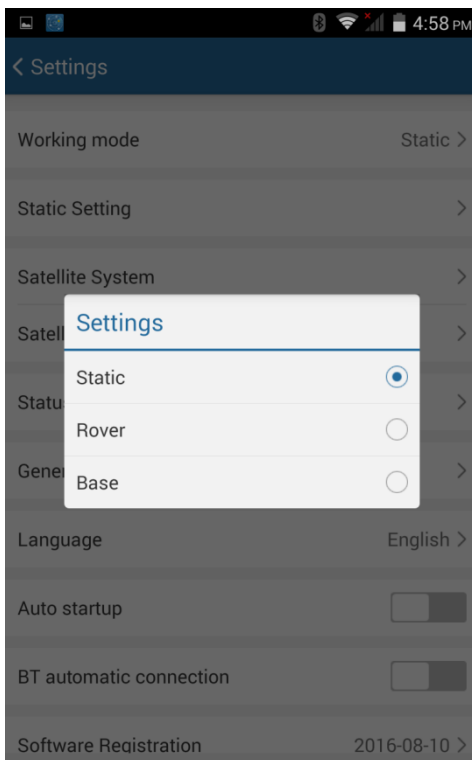 4:58 PM
Settings
Working mode Static
Static Setting
Satellite System
Settings
Satell
Static
Statu
Rover
Gene
Base
Language English
Auto startup
BT automatic connection
Software Registration 2016-08-10